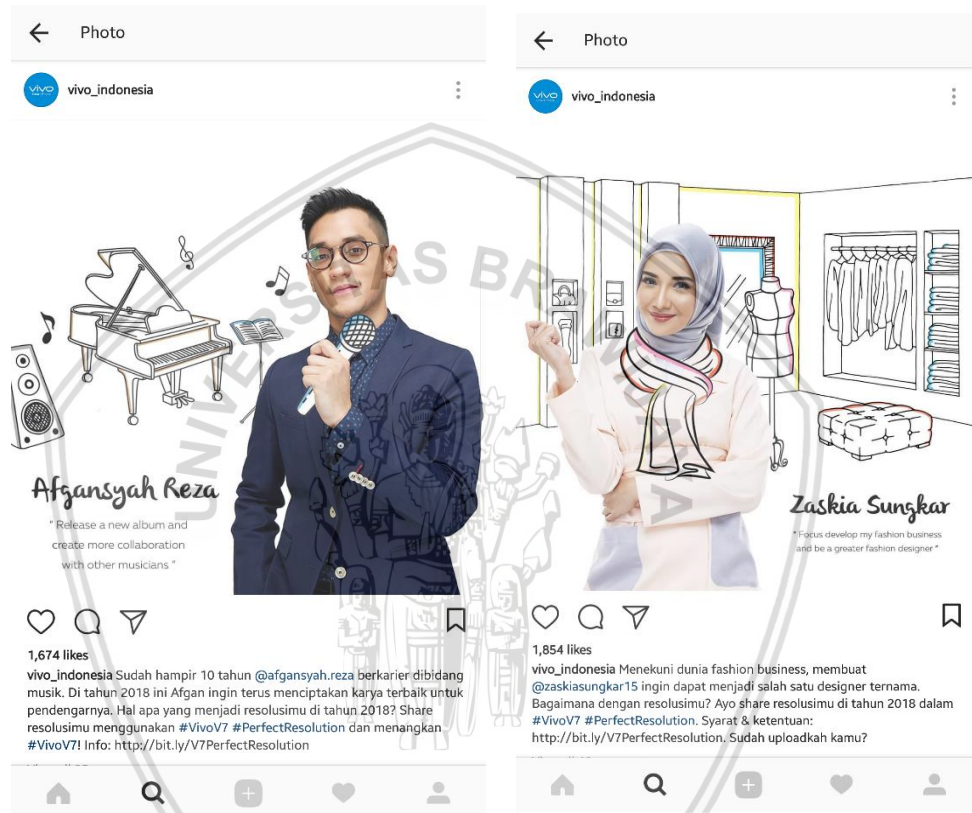 Photo
vivo_indonesia
Afgansyah Reza
" Release a new album and
create more collaboration
with other musicians "
1,674 likes
vivo_indonesia Sudah hampir 10 tahun @afgansyah.reza berkarier dibidang
musik. Di tahun 2018 ini Afgan ingin terus menciptakan karya terbaik untuk
pendengarnya. Hal apa yang menjadi resolusimu di tahun 2018? Share
resolusimu menggunakan #VivoV7 #PerfectResolution dan menangkan
#VivoV7! Info: http://bit.ly/V7PerfectResolution
Photo
vivo_indonesia
Zaskia Sungkar
" Focus develop my fashion business
and be a greater fashion designer "
1,854 likes
vivo_indonesia Menekuni dunia fashion business, membuat
@zaskiasungkar15 ingin dapat menjadi salah satu designer ternama.
Bagaimana dengan resolusimu? Ayo share resolusimu di tahun 2018 dalam
#VivoV7 #PerfectResolution. Syarat & ketentuan:
http://bit.ly/V7PerfectResolution. Sudah uploadkah kamu?
vivo
vivo
UNIVERSITAS BRAWIJAYA